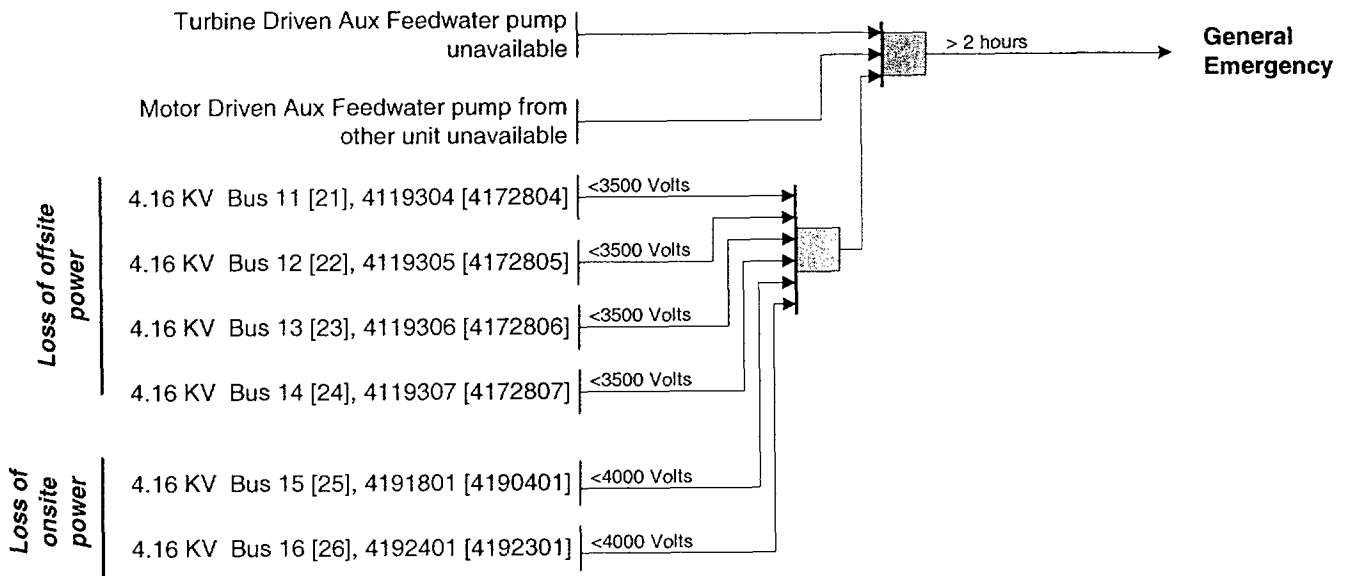 Turbine Driven Aux Feedwater pump
unavailable
> 2 hours
General
Emergency
Motor Driven Aux Feedwater pump from
other unit unavailable
Loss of offsite
power
4.16 KV Bus 11 [21], 4119304 [4172804]
<3500 Volts
4.16 KV Bus 12 [22], 4119305 [4172805]
<3500 Volts
4.16 KV Bus 13 [23], 4119306 [4172806]
<3500 Volts
4.16 KV Bus 14 [24], 4119307 [4172807]
<3500 Volts
Loss of
onsite
power
4.16 KV Bus 15 [25], 4191801 [4190401]
<4000 Volts
4.16 KV Bus 16 [26], 4192401 [4192301]
<4000 Volts